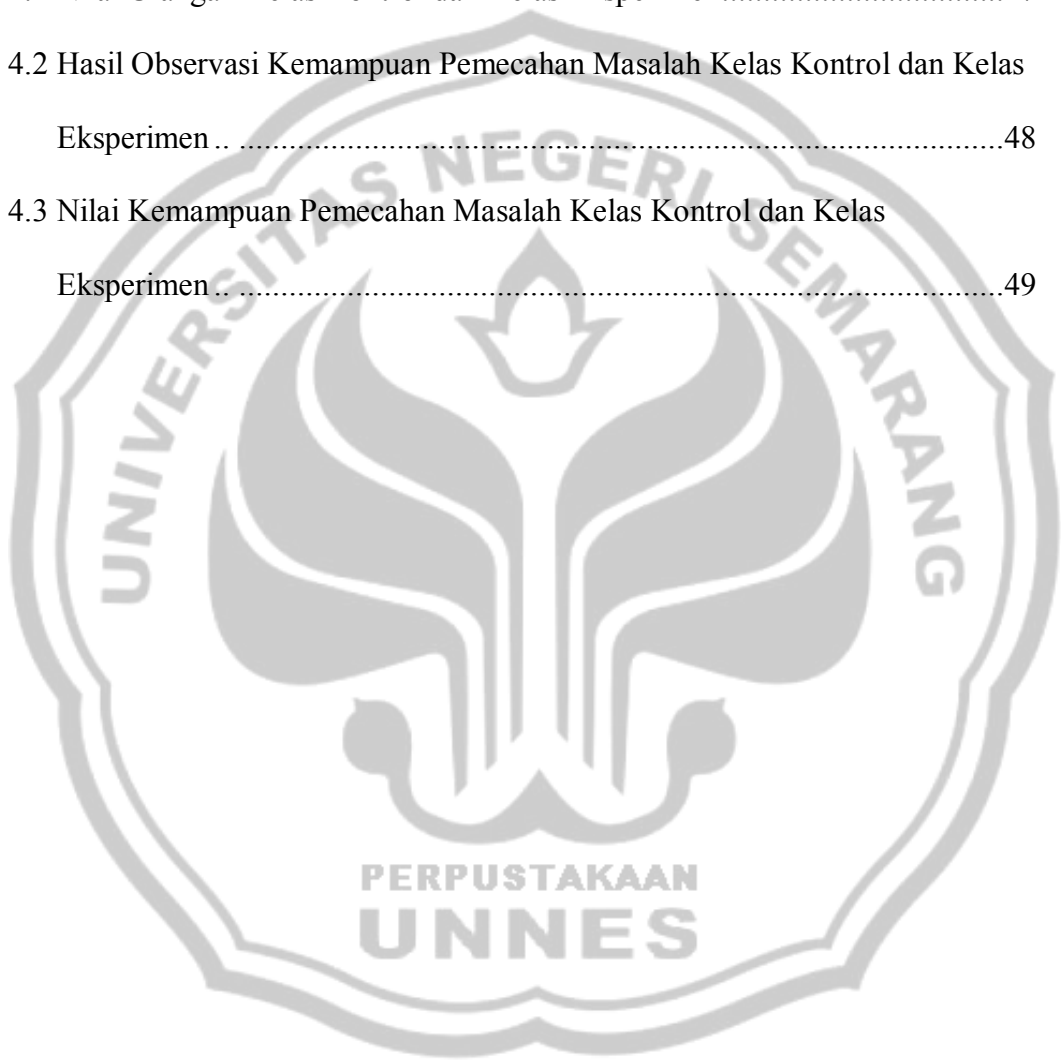 4.2 Hasil Observasi Kemampuan Pemecahan Masalah Kelas Kontrol dan Kelas
Eksperimen .. ................................................................................................48
4.3 Nilai Kemampuan Pemecahan Masalah Kelas Kontrol dan Kelas
Eksperimen .. ................................................................................................49
UNIVERSITAS NEGERI SEMARANG
PERPUSTAKAAN
UNNES